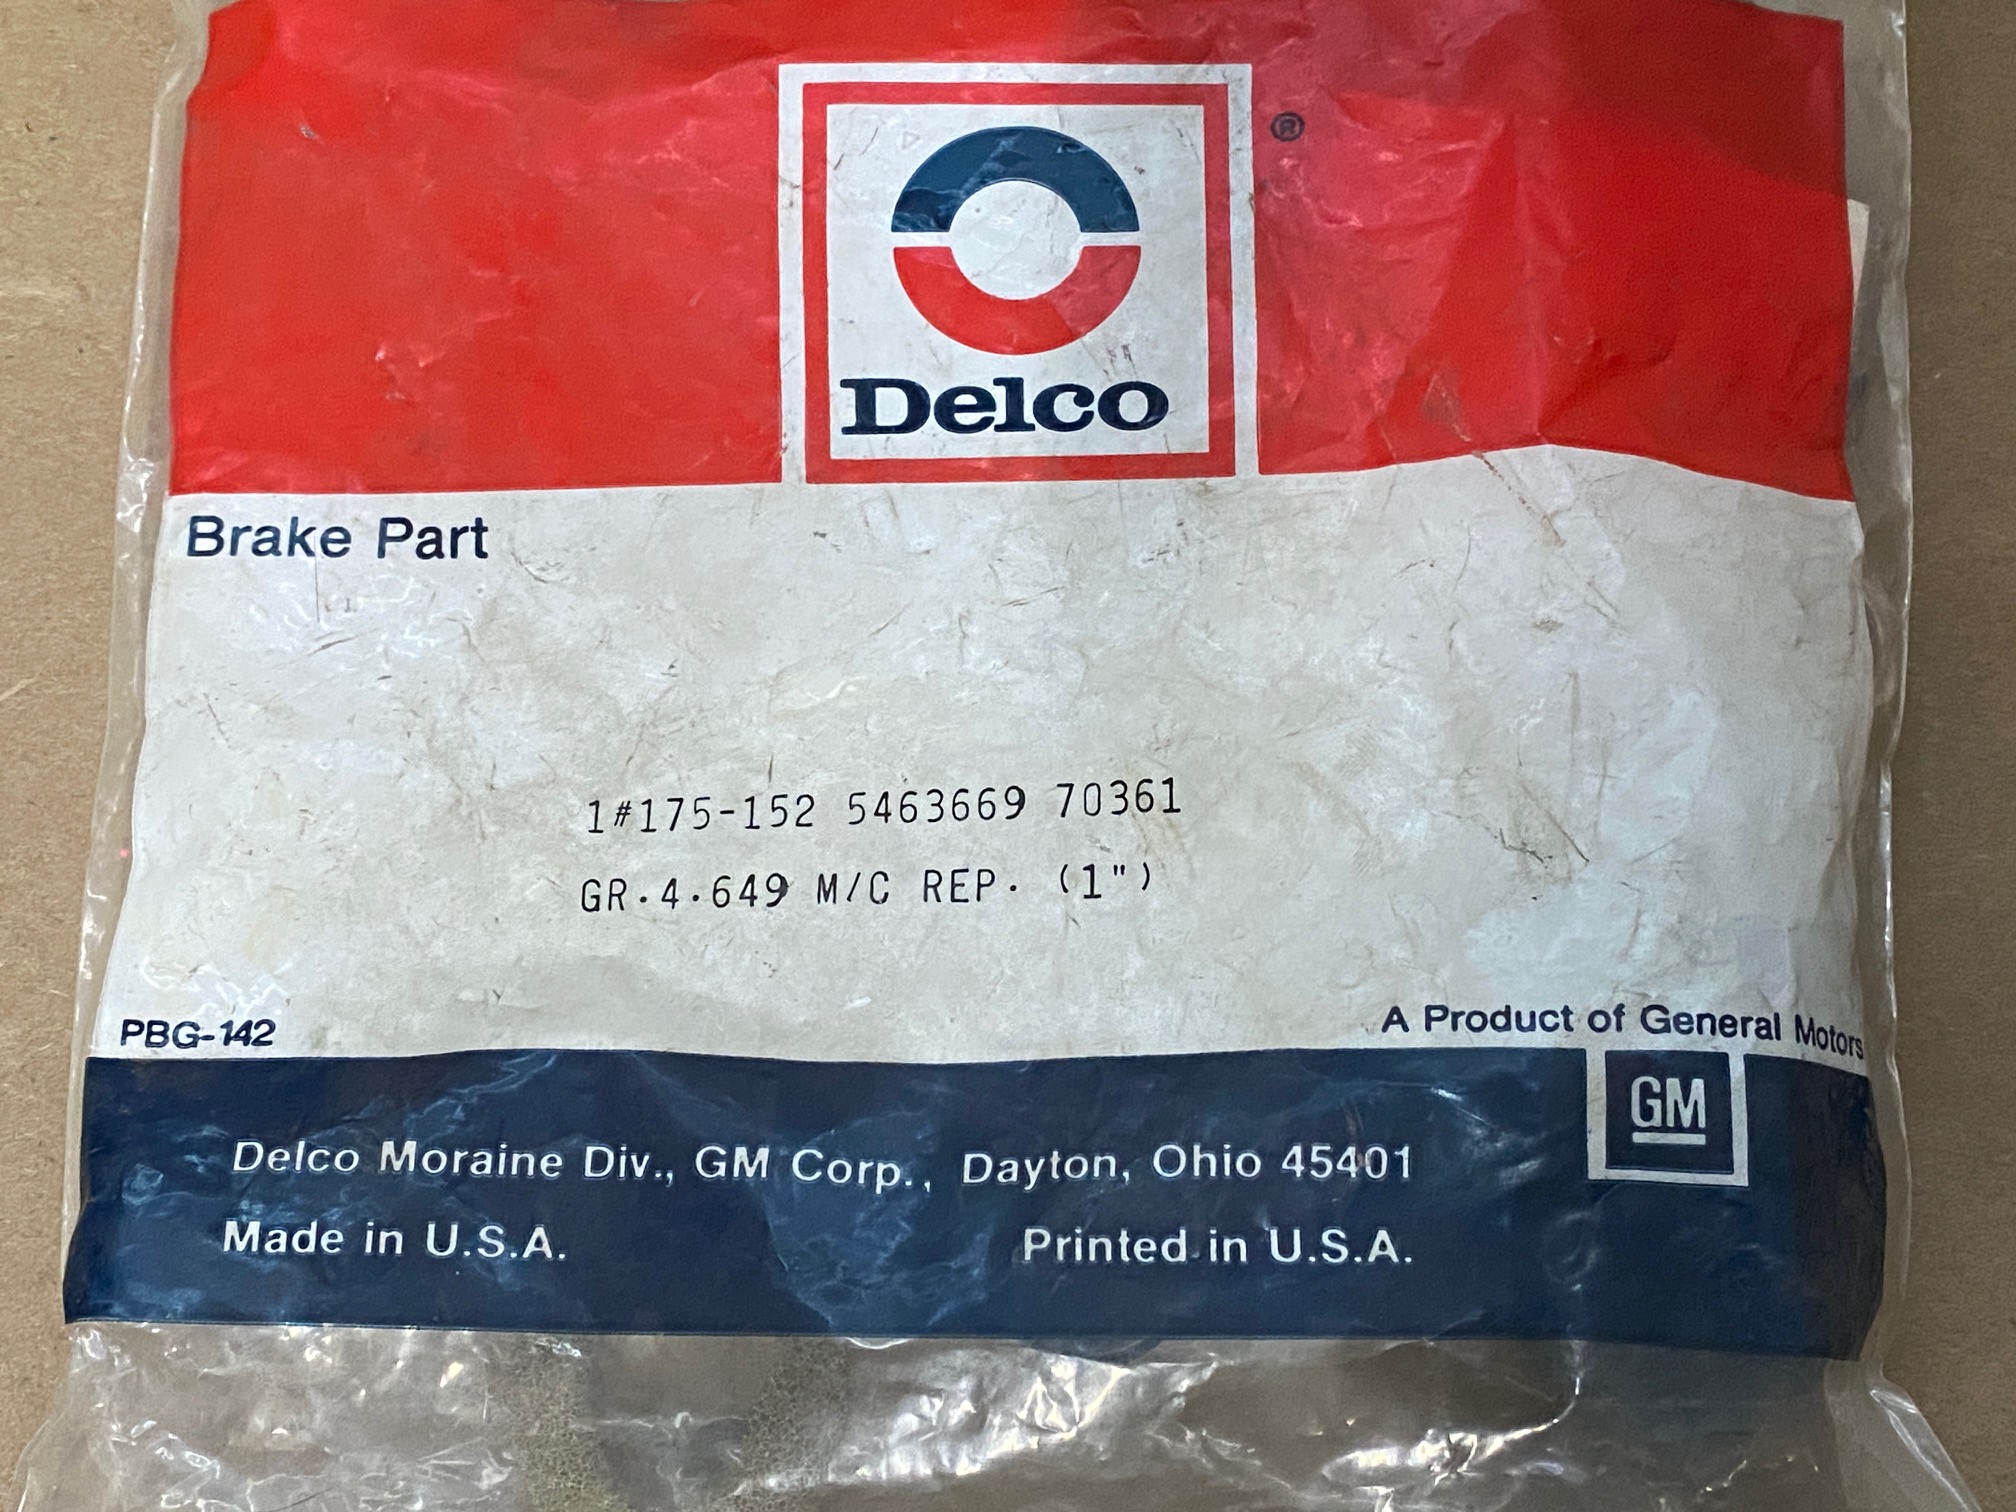 ®
Delco
Brake Part
1#175-152 5463669 70361
GR.4.649 M/C REP. (1")
PBG-142
A Product of General Motors
GM
Delco Moraine Div., GM Corp., Dayton, Ohio 45401
Made in U.S.A.
Printed in U.S.A.